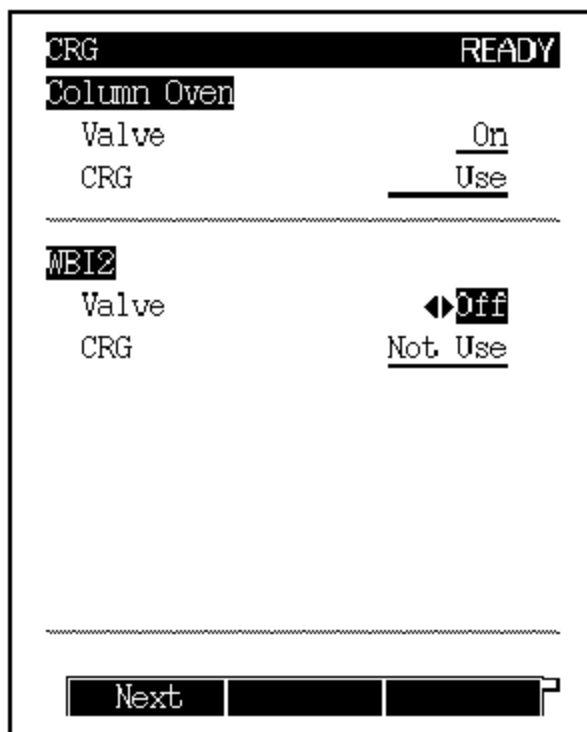 CRG READY
Column Oven
Valve On
CRG Use
WBI2
Valve Off
CRG Not Use
Next